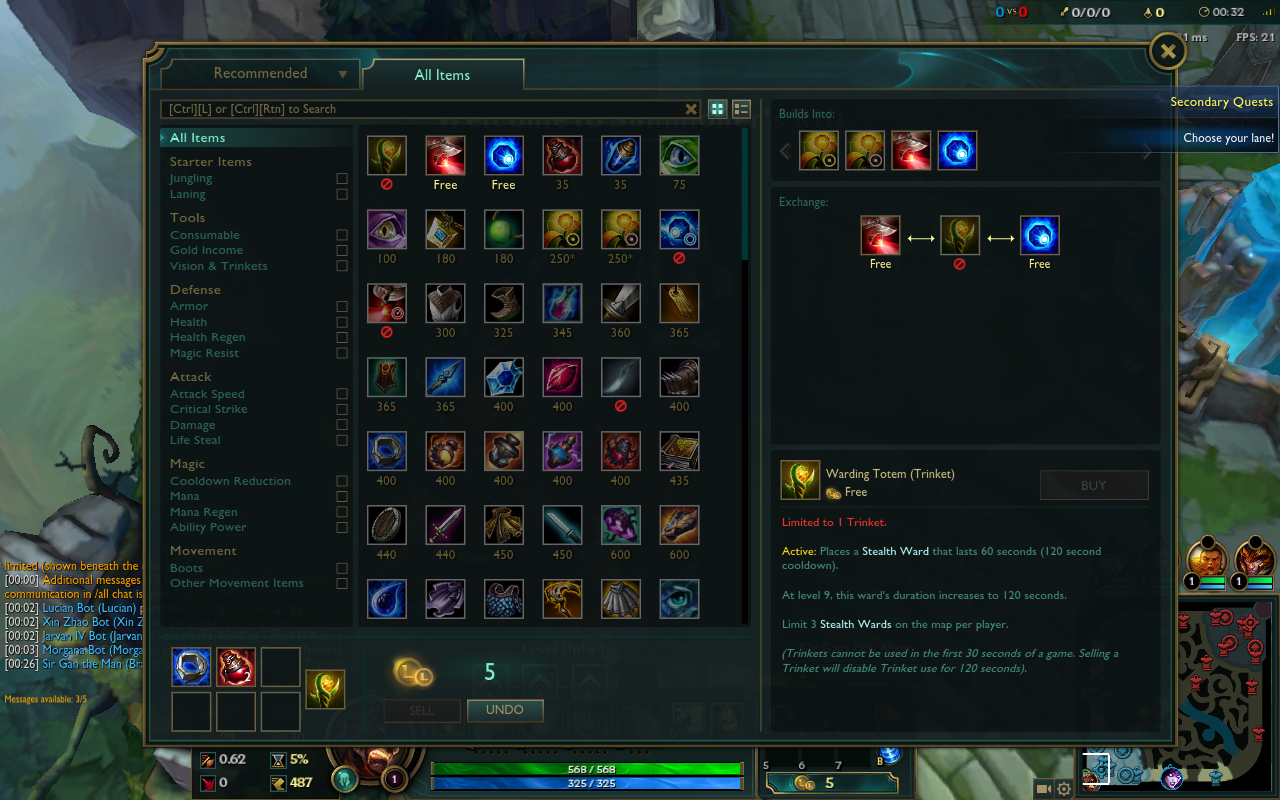 0 vs 0 0/0/0 0 00:32
ms FPS: 21
Recommended
All Items
[Ctrl][L] or [Ctrl][Rtn] to Search
All Items
Starter Items
Jungling
Laning
Tools
Consumable
Gold Income
Vision & Trinkets
Defense
Armor
Health
Health Regen
Magic Resist
Attack
Attack Speed
Critical Strike
Damage
Life Steal
Magic
Cooldown Reduction
Mana
Mana Regen
Ability Power
Movement
Boots
Other Movement Items
Free Free 35 35 75
100 180 180 250* 250*
300 325 345 360 365
365 365 400 400 400
400 400 400 400 400 435
440 440 450 450 600 600
Builds Into:
Exchange:
Free Free
Secondary Quests
Choose your lane!
Warding Totem (Trinket)
Free
BUY
Limited to 1 Trinket.
Active: Places a Stealth Ward that lasts 60 seconds (120 second
cooldown).
At level 9, this ward's duration increases to 120 seconds.
Limit 3 Stealth Wards on the map per player.
(Trinkets cannot be used in the first 30 seconds of a game. Selling a
Trinket will disable Trinket use for 120 seconds).
limited (shown beneath the
[00:00] Additional messages
communication in /all chat is
[00:02] Lucian Bot (Lucian)
[00:02] Xin Zhao Bot (Xin Z
[00:02] Jarvan IV Bot (Jarvan
[00:03] Morgana Bot (Morga
[00:26] Sir Gan the Man (Br
Messages available: 3/5
2
5
SELL
UNDO
0.62 5%
0 487
1
568 / 568
325 / 325
5 6 7
B
5
1 1